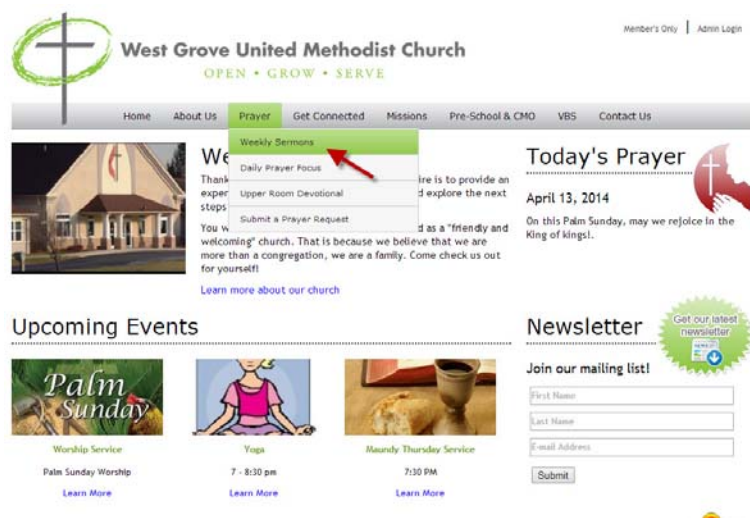 Member's Only | Admin Login
West Grove United Methodist Church
OPEN • GROW • SERVE
Home About Us Prayer Get Connected Missions Pre-School & CMO VBS Contact Us
Weekly Sermons
Daily Prayer Focus
Upper Room Devotional
Submit a Prayer Request
We
Thank ire is to provide an
exper d explore the next
steps
You w d as a "friendly and
welcoming" church. That is because we believe that we are
more than a congregation, we are a family. Come check us out
for yourself!
Learn more about our church
Today's Prayer
April 13, 2014
On this Palm Sunday, may we rejoice in the
King of kings!.
Upcoming Events
Palm
Sunday
Worship Service
Palm Sunday Worship
Learn More
Yoga
7 - 8:30 pm
Learn More
Maundy Thursday Service
7:30 PM
Learn More
Newsletter
Get our latest
newsletter
Join our mailing list!
First Name
Last Name
E-mail Address
Submit